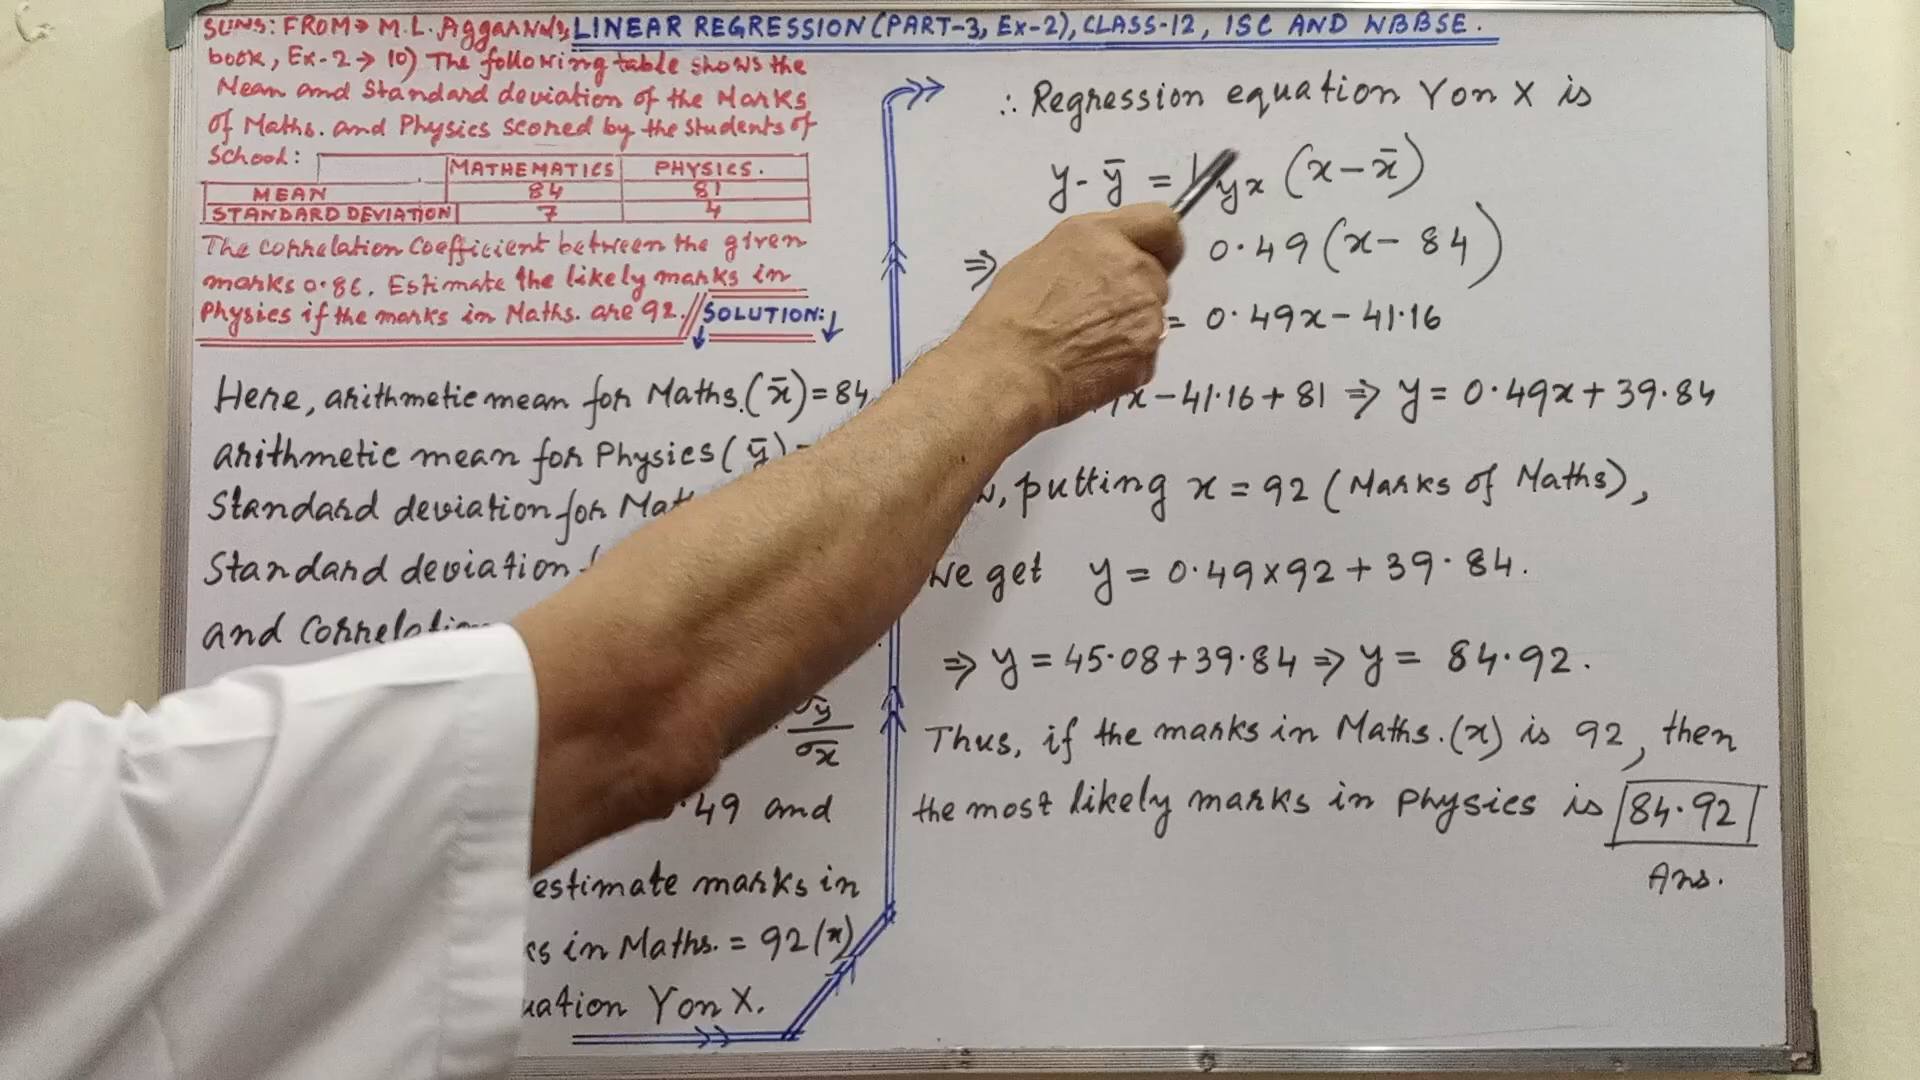 SUMS: FROM → M.L. Aggarwal's LINEAR REGRESSION (PART-3, Ex-2), CLASS-12, ISC AND WBBSE.
book, Ex-2 → 10) The following table shows the
Mean and Standard deviation of the Marks
of Maths. and Physics scored by the students of
School:
MATHEMATICS PHYSICS.
MEAN 84 81
STANDARD DEVIATION 7 4
The correlation coefficient between the given
marks 0.86. Estimate the likely marks in
Physics if the marks in Maths. are 92. // SOLUTION:
Here, arithmetic mean for Maths. (x̄) = 84
arithmetic mean for Physics (ȳ) =
Standard deviation for
Standard deviation
and
σy
σx
.49 and
estimate marks in
in Maths. = 92 (x)
Y on X.
∴ Regression equation Y on X is
y - ȳ = yx (x - x̄)
⇒ 0.49 (x - 84)
= 0.49x - 41.16
x - 41.16 + 81 ⇒ y = 0.49x + 39.84
putting x = 92 (Marks of Maths),
We get y = 0.49 x 92 + 39.84.
⇒ y = 45.08 + 39.84 ⇒ y = 84.92.
Thus, if the marks in Maths. (x) is 92, then
the most likely marks in Physics is 84.92
Ans.